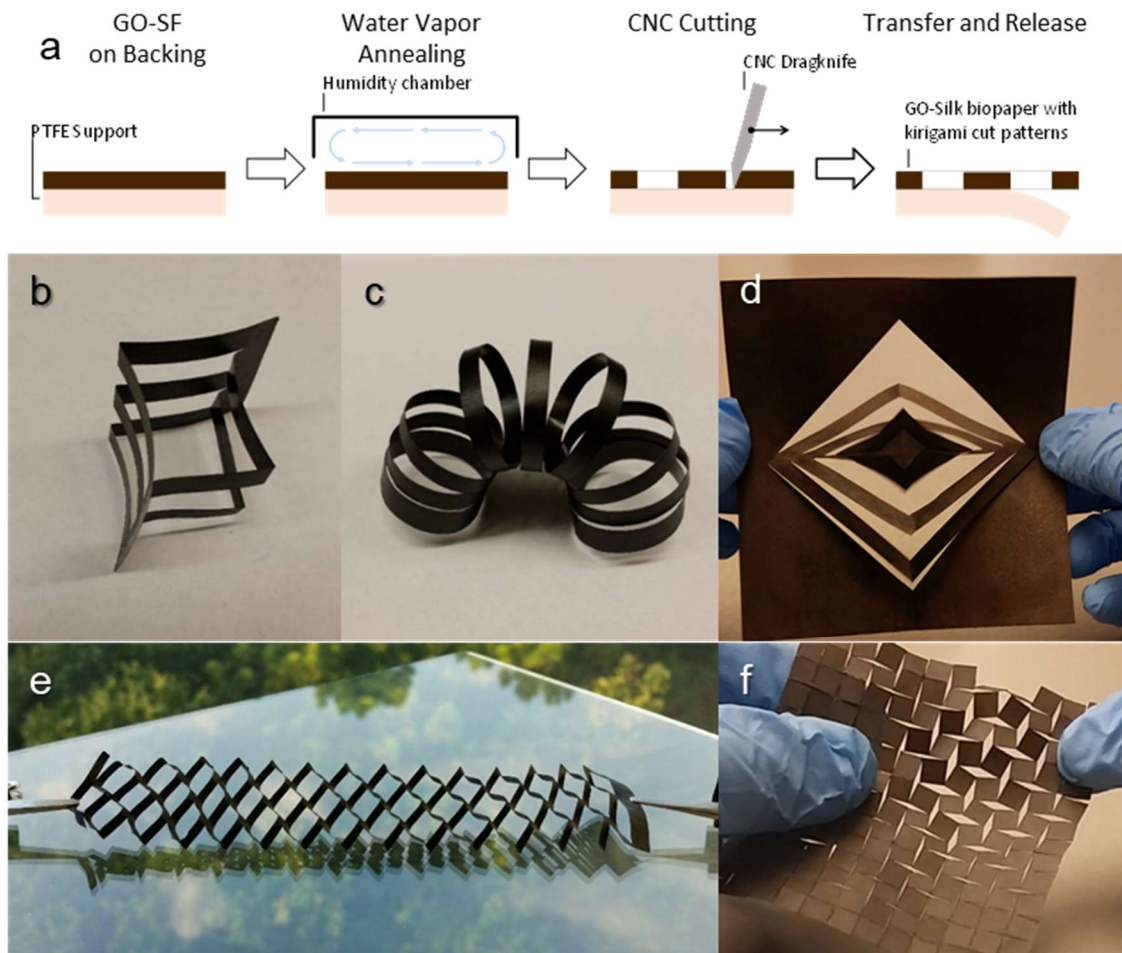 a
GO-SF
on Backing
PTFE Support
Water Vapor
Annealing
Humidity chamber
CNC Cutting
CNC Dragknife
Transfer and Release
GO-Silk biopaper with
kirigami cut patterns
b
c
d
e
f